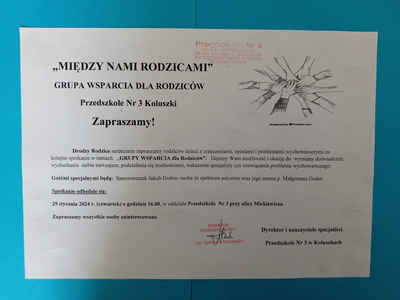 „MIĘDZY NAMI RODZICAMI”
GRUPA WSPARCIA DLA RODZICÓW
Przedszkole Nr 3 Koluszki
Zapraszamy!
Przedszkole Nr 3
Drodzy Rodzice serdecznie zapraszamy rodziców dzieci z orzeczeniami, opiniami i problemami wychowawczymi na
kolejne spotkanie w ramach „GRUPY WSPARCIA dla Rodziców”. Dajemy Wam możliwość i okazję do wymiany doświadczeń,
wysłuchania siebie nawzajem, podzielenia się trudnościami, wskazania specjalisty czy rozwiązania problemu wychowawczego.
Gośćmi specjalnymi będą: Samorzecznik Jakub Godos- osoba ze spektrum autyzmu oraz jego mama p. Małgorzata Godos
Spotkanie odbędzie się:
29 stycznia 2024 r. (czwartek) o godzinie 16.00, w oddziale Przedszkola Nr 3 przy ulicy Mickiewicza.
Zapraszamy wszystkie osoby zainteresowane.
Dyrektor i nauczyciele specjaliści
Przedszkole Nr 3 w Koluszkach